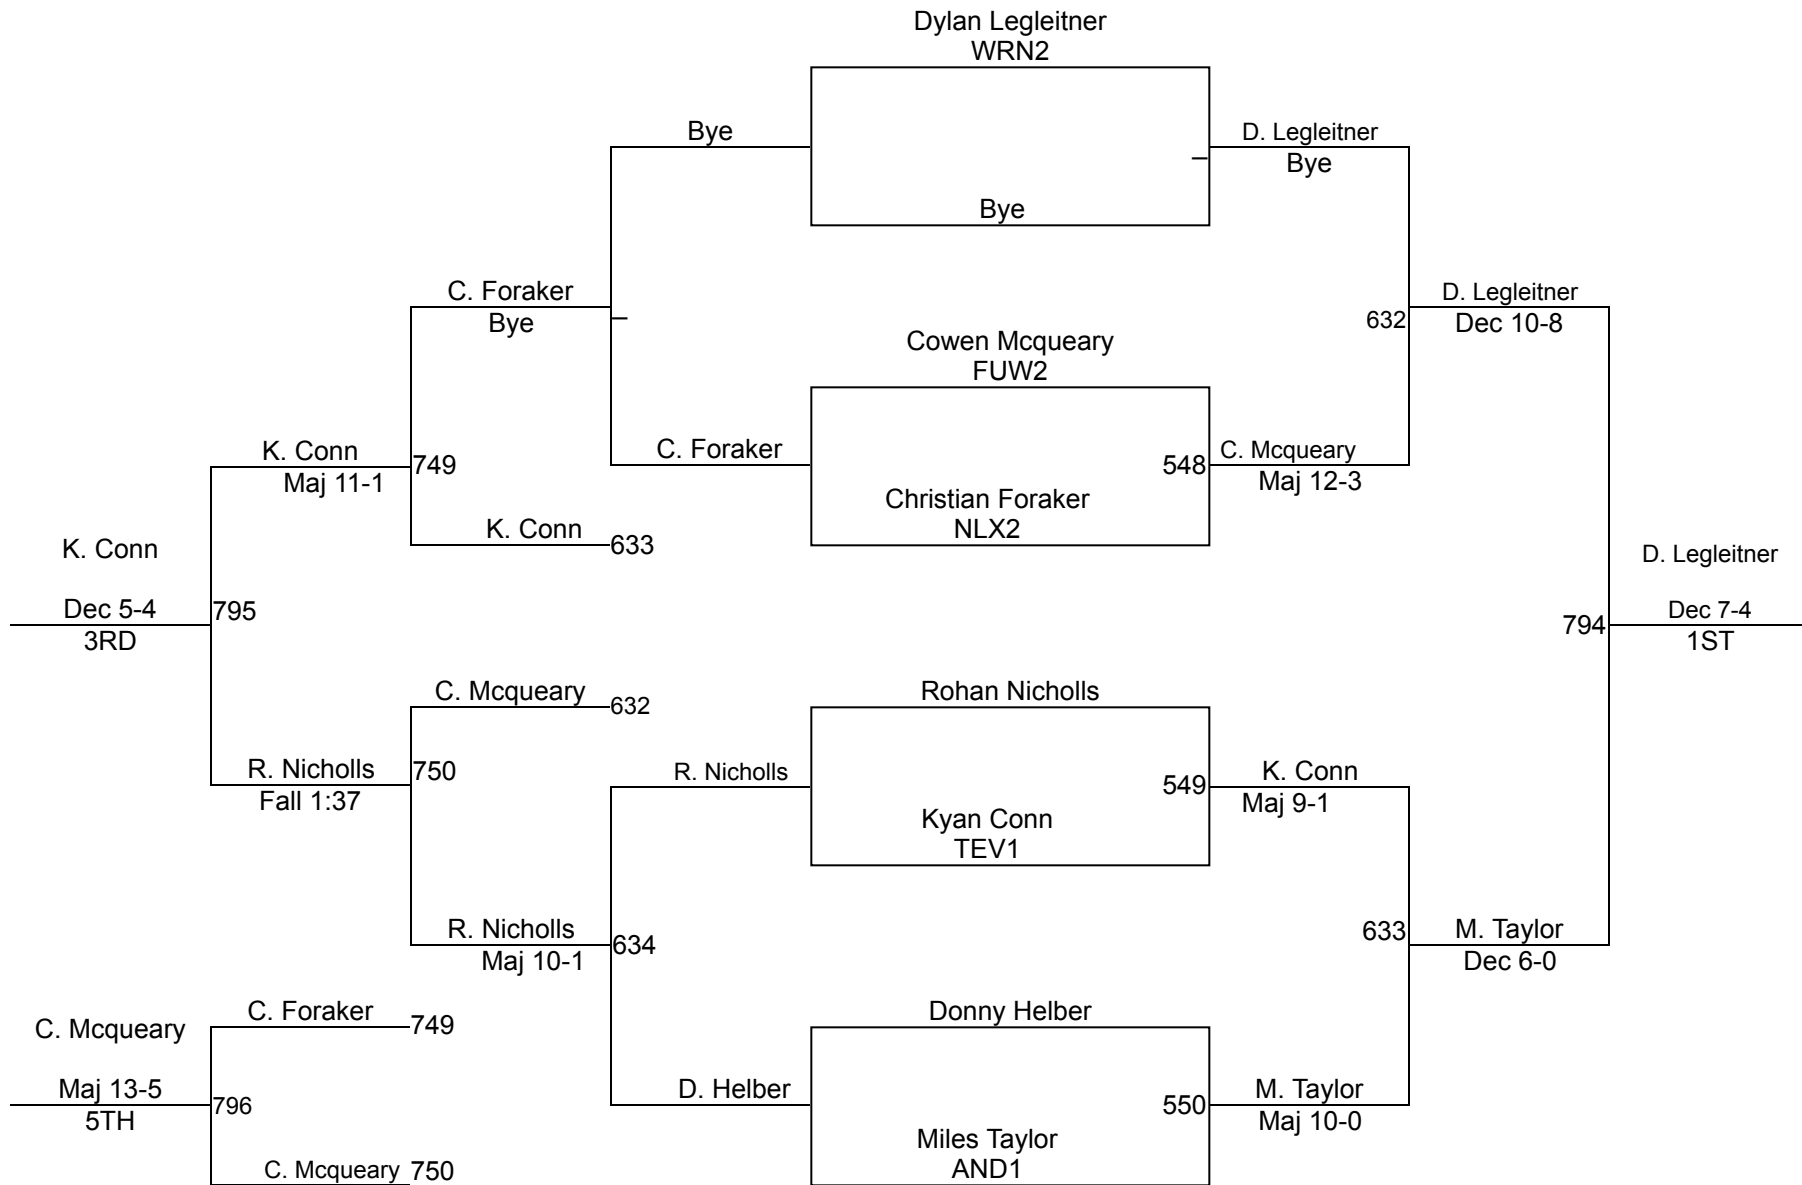 Dylan Legleitner
WRN2
Bye
D. Legleitner
Bye
Bye
C. Foraker
Bye
D. Legleitner
632
Dec 10-8
Cowen Mcqueary
FUW2
K. Conn
749
Maj 11-1
C. Foraker
548
C. Mcqueary
Maj 12-3
Christian Foraker
NLX2
K. Conn
633
K. Conn
Dec 5-4
795
3RD
D. Legleitner
794
Dec 7-4
1ST
C. Mcqueary
632
Rohan Nicholls
R. Nicholls
750
Fall 1:37
R. Nicholls
549
K. Conn
Maj 9-1
Kyan Conn
TEV1
R. Nicholls
634
Maj 10-1
633
M. Taylor
Dec 6-0
C. Foraker
749
Donny Helber
C. Mcqueary
Maj 13-5
796
5TH
D. Helber
550
M. Taylor
Maj 10-0
Miles Taylor
AND1
C. Mcqueary
750